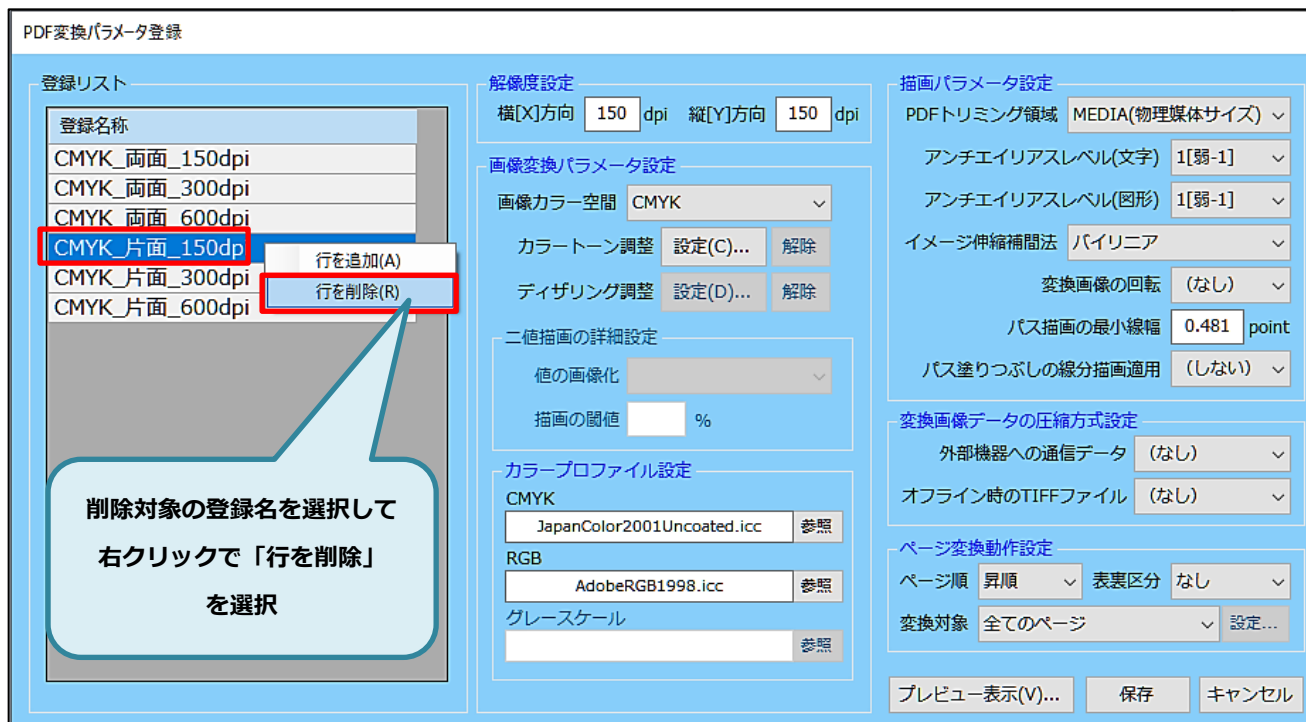 PDF変換パラメータ登録
登録リスト
登録名称
CMYK_両面_150dpi
CMYK_両面_300dpi
CMYK_両面_600dpi
CMYK_片面_150dp
CMYK_片面_300dpi
CMYK_片面_600dpi
行を追加(A)
行を削除(R)
削除対象の登録名を選択して
右クリックで「行を削除」
を選択
解像度設定
横[X]方向 150 dpi 縦[Y]方向 150 dpi
画像変換パラメータ設定
画像カラー空間 CMYK
カラートーン調整 設定(C)... 解除
ディザリング調整 設定(D)... 解除
二値描画の詳細設定
値の画像化
描画の閾値 %
カラープロファイル設定
CMYK
JapanColor2001Uncoated.icc 参照
RGB
AdobeRGB1998.icc 参照
グレースケール
参照
描画パラメータ設定
PDFトリミング領域 MEDIA(物理媒体サイズ)
アンチエイリアスレベル(文字) 1[弱-1]
アンチエイリアスレベル(図形) 1[弱-1]
イメージ伸縮補間法 バイリニア
変換画像の回転 (なし)
パス描画の最小線幅 0.481 point
パス塗りつぶしの線分描画適用 (しない)
変換画像データの圧縮方式設定
外部機器への通信データ (なし)
オフライン時のTIFFファイル (なし)
ページ変換動作設定
ページ順 昇順 表裏区分 なし
変換対象 全てのページ 設定...
プレビュー表示(V)... 保存 キャンセル